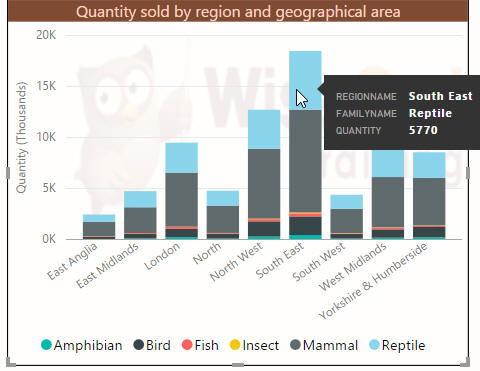 Quantity sold by region and geographical area
20K
15K
10K
5K
0K
Quantity (Thousands)
REGIONNAME South East
FAMILYNAME Reptile
QUANTITY 5770
East Anglia
East Midlands
London
North
North West
South East
South West
West Midlands
Yorkshire & Humberside
Amphibian Bird Fish Insect Mammal Reptile